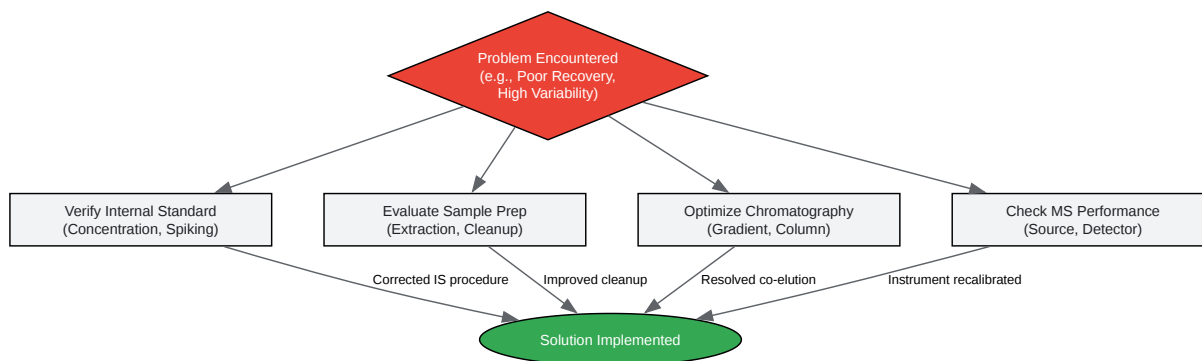 Problem Encountered
(e.g., Poor Recovery,
High Variability)
Verify Internal Standard
(Concentration, Spiking)
Evaluate Sample Prep
(Extraction, Cleanup)
Optimize Chromatography
(Gradient, Column)
Check MS Performance
(Source, Detector)
Corrected IS procedure
Improved cleanup
Resolved co-elution
Instrument recalibrated
Solution Implemented